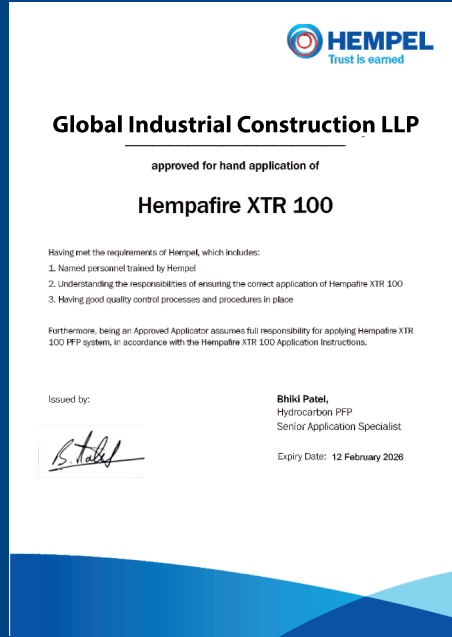 HEMPEL
Trust is earned
Global Industrial Construction LLP
approved for hand application of
Hempafire XTR 100
Having met the requirements of Hempel, which includes:
1. Named personnel trained by Hempel
2. Understanding the responsibilities of ensuring the correct application of Hempafire XTR 100
3. Having good quality control processes and procedures in place
Furthermore, being an Approved Applicator assumes full responsibility for applying Hempafire XTR
100 PFP system, in accordance with the Hempafire XTR 100 Application Instructions.
Issued by:
Bhiki Patel,
Hydrocarbon PFP
Senior Application Specialist
Expiry Date: 12 February 2026